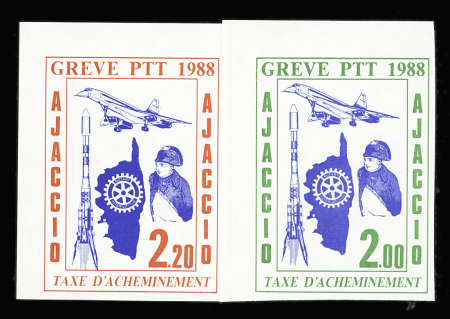 GREVE PTT 1988
AJACCIO
AJACCIO
2.20
TAXE D'ACHEMINEMENT
GREVE PTT 1988
AJACCIO
AJACCIO
2.00
TAXE D'ACHEMINEMENT